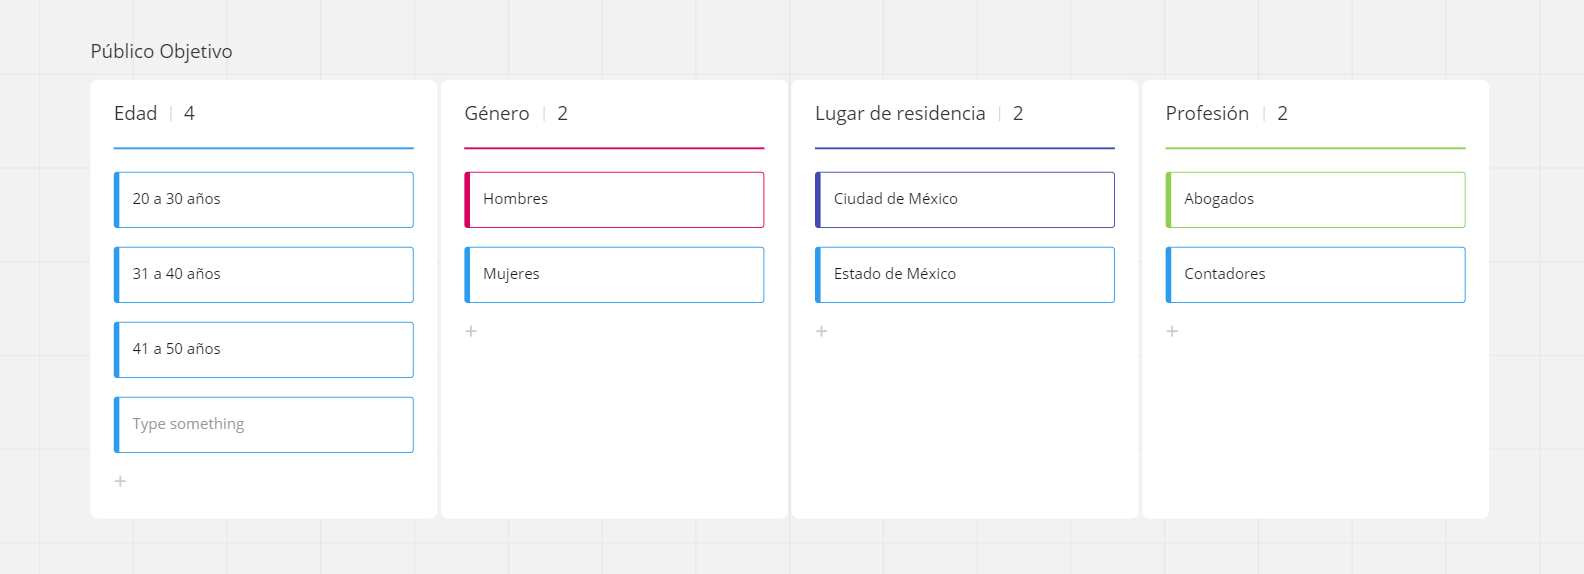 Público Objetivo
Edad | 4
20 a 30 años
31 a 40 años
41 a 50 años
Type something
+
Género | 2
Hombres
Mujeres
+
Lugar de residencia | 2
Ciudad de México
Estado de México
+
Profesión | 2
Abogados
Contadores
+